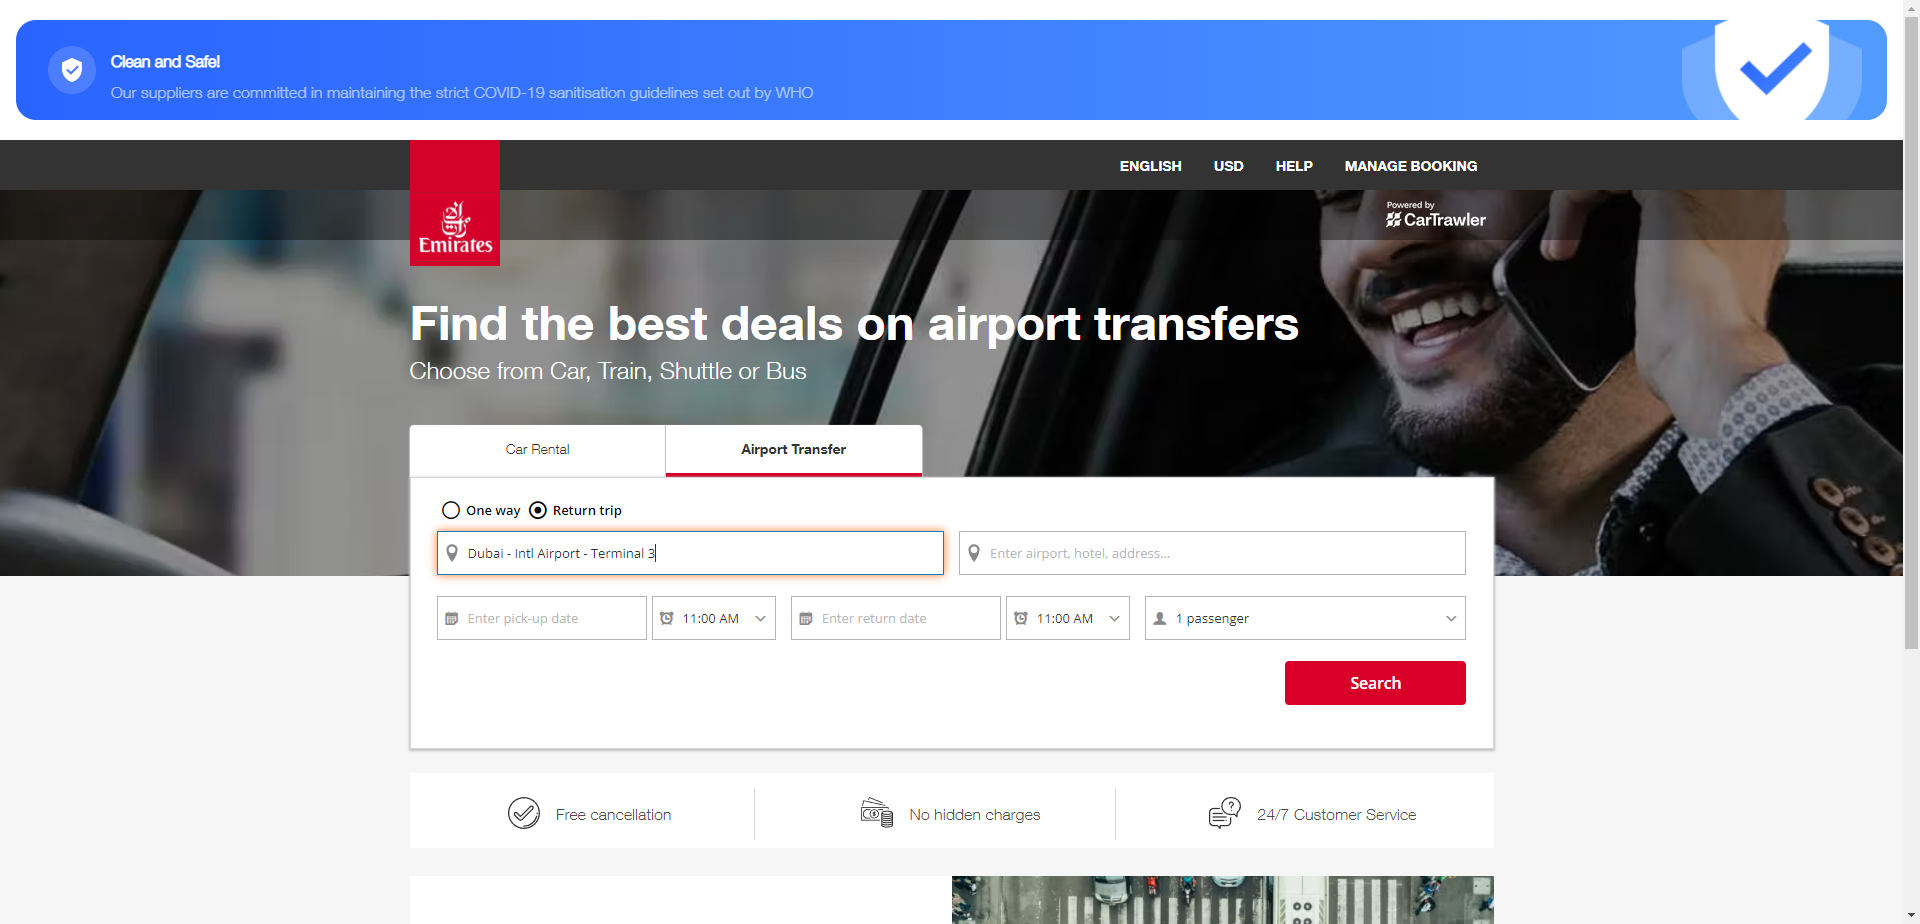 Clean and Safe!
Our suppliers are committed in maintaining the strict COVID-19 sanitisation guidelines set out by WHO
ENGLISH USD HELP MANAGE BOOKING
Emirates
Powered by
CarTrawler
Find the best deals on airport transfers
Choose from Car, Train, Shuttle or Bus
Car Rental Airport Transfer
One way Return trip
Dubai - Intl Airport - Terminal 3 Enter airport, hotel, address...
Enter pick-up date 11:00 AM Enter return date 11:00 AM 1 passenger
Search
Free cancellation No hidden charges 24/7 Customer Service